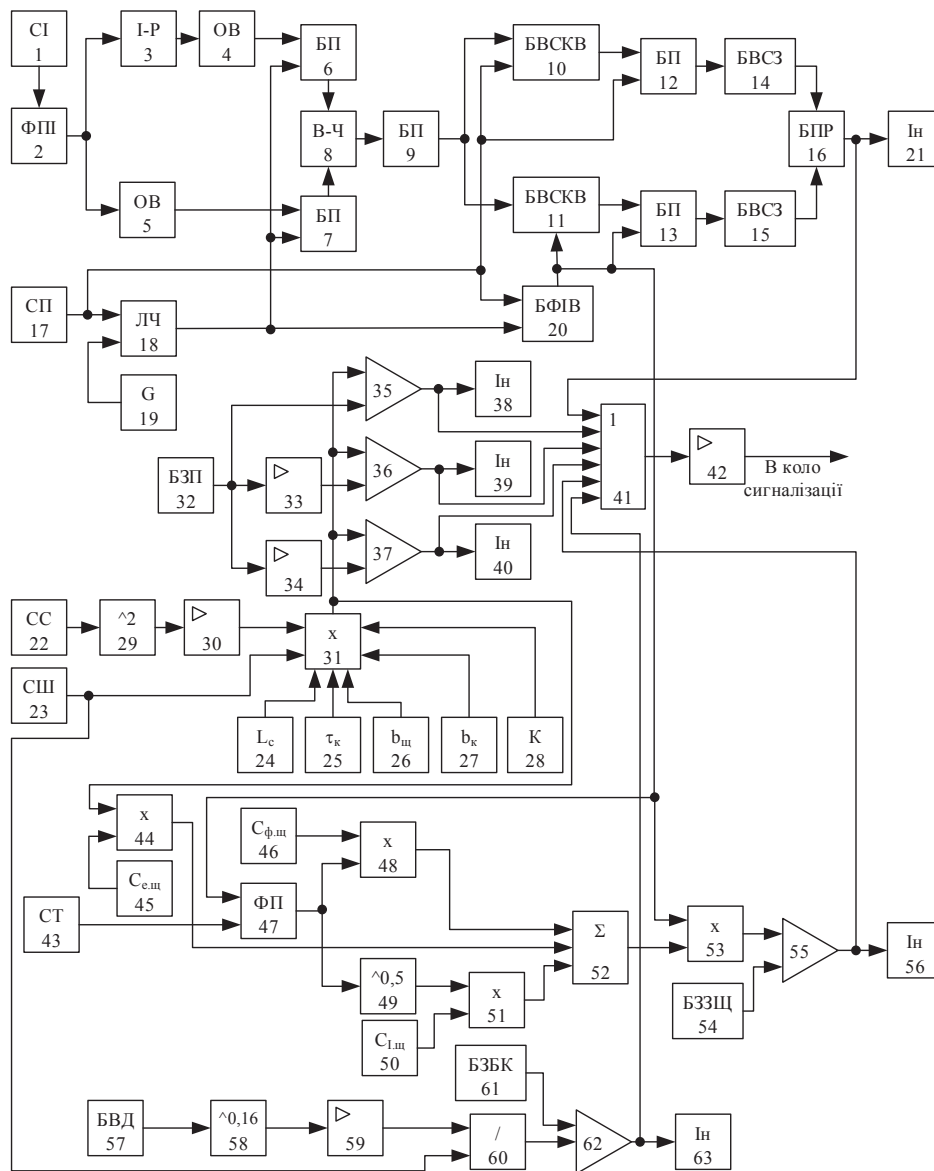 СІ
1
І-Р
3
ОВ
4
БП
6
БВСКВ
10
БП
12
БВСЗ
14
ФПІ
2
В-Ч
8
БП
9
БПР
16
Ін
21
ОВ
5
БП
7
БВСКВ
11
БП
13
БВСЗ
15
СП
17
ЛЧ
18
БФІВ
20
G
19
35
Ін
38
1
41
БЗП
32
33
36
Ін
39
42
В коло
сигналізації
34
37
Ін
40
СС
22
^2
29
30
х
31
СШ
23
Lс
24
τк
25
bщ
26
bк
27
К
28
х
44
Сф.щ
46
х
48
Се.щ
45
СТ
43
ФП
47
Σ
52
х
53
55
Ін
56
^0,5
49
х
51
БЗЗЩ
54
СІ.щ
50
БЗБК
61
БВД
57
^0,16
58
59
/
60
62
Ін
63